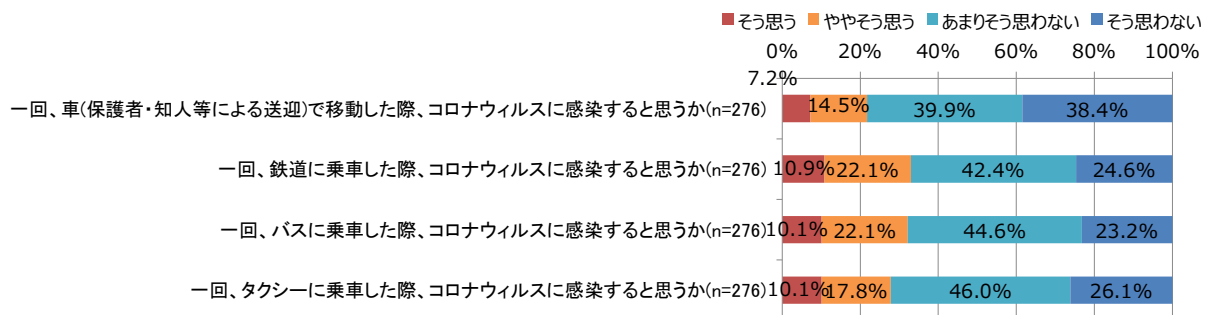 そう思う ややそう思う あまりそう思わない そう思わない
0% 20% 40% 60% 80% 100%
7.2%
一回、車(保護者・知人等による送迎)で移動した際、コロナウィルスに感染すると思うか(n=276) 14.5% 39.9% 38.4%
一回、鉄道に乗車した際、コロナウィルスに感染すると思うか(n=276) 10.9% 22.1% 42.4% 24.6%
一回、バスに乗車した際、コロナウィルスに感染すると思うか(n=276) 10.1% 22.1% 44.6% 23.2%
一回、タクシーに乗車した際、コロナウィルスに感染すると思うか(n=276) 10.1% 17.8% 46.0% 26.1%